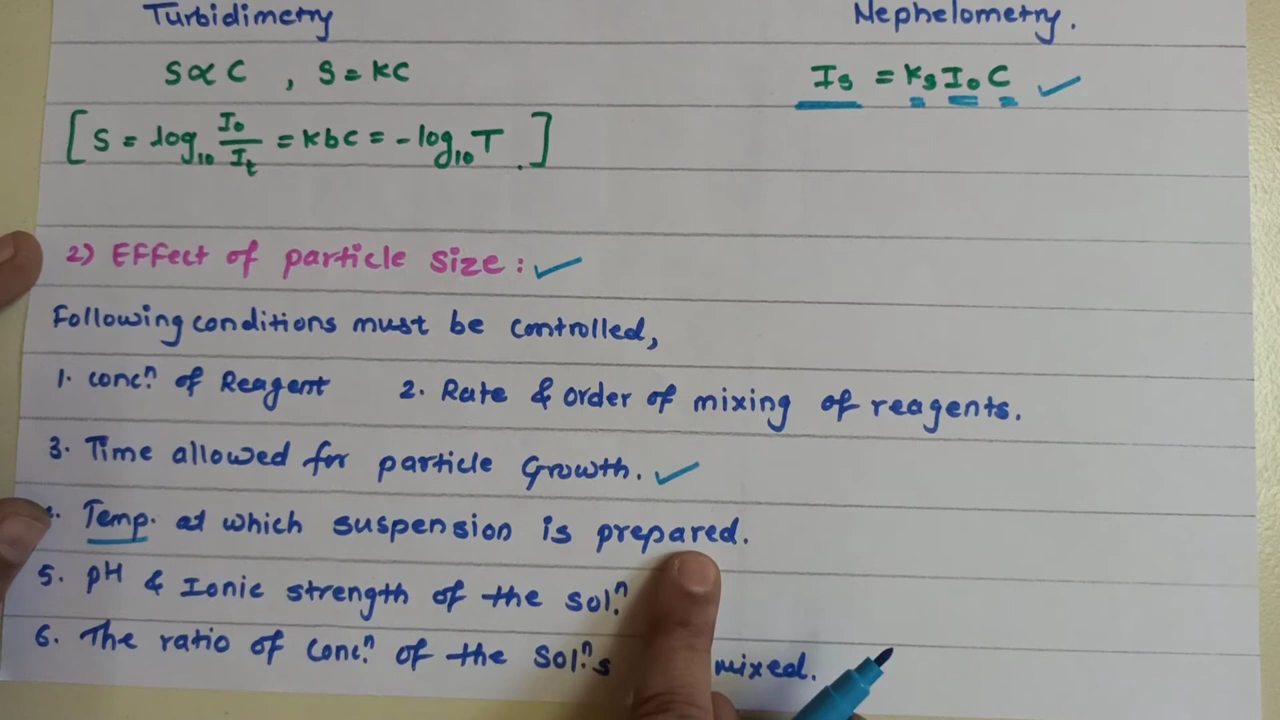 Turbidimetry Nephelometry.
S∝C , S=KC Is = KsIoC
[S = log10 Io/It = Kbc = -log10 T.]
2) Effect of particle size:
Following conditions must be controlled,
1. concn. of Reagent 2. Rate & order of mixing of reagents.
3. Time allowed for particle Growth.
Temp. at which suspension is prepared.
5. pH & Ionic strength of the soln.
6. The ratio of concn. of the soln.s mixed.